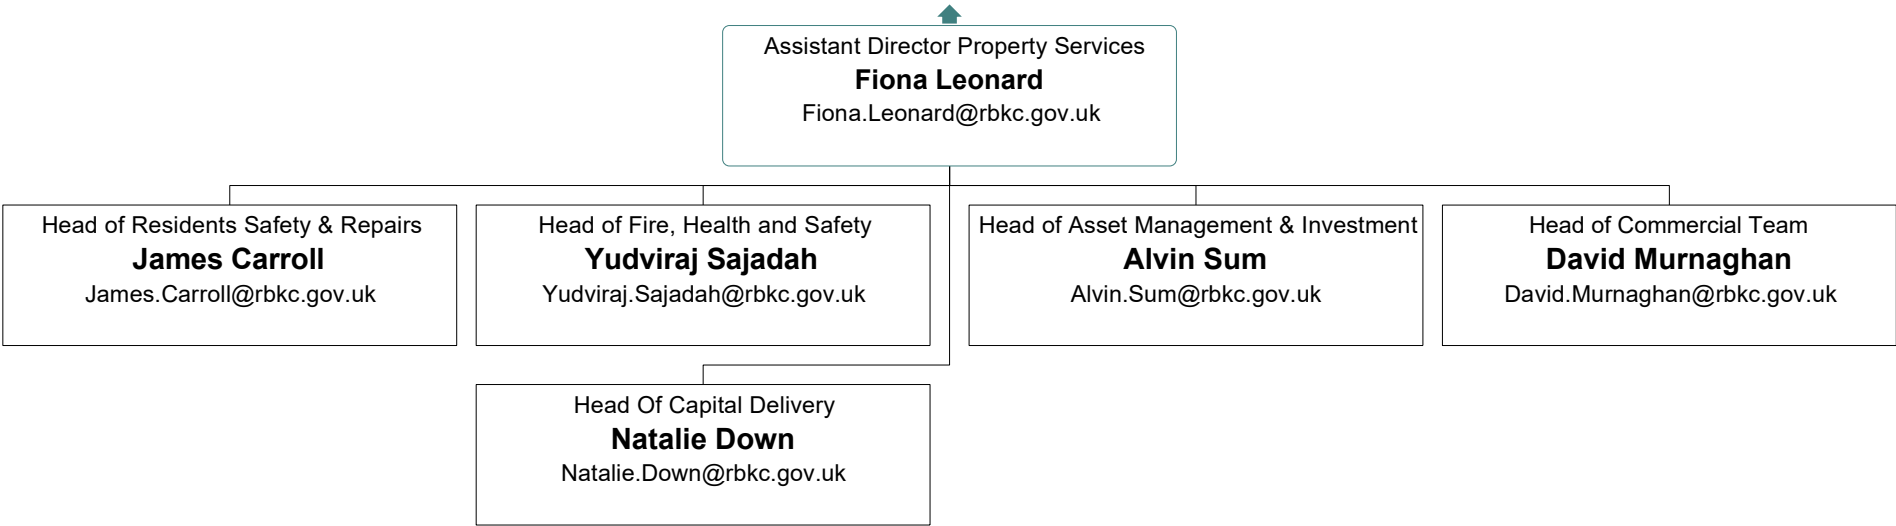 Assistant Director Property Services
Fiona Leonard
Fiona.Leonard@rbkc.gov.uk
Head of Residents Safety & Repairs
James Carroll
James.Carroll@rbkc.gov.uk
Head of Fire, Health and Safety
Yudviraj Sajadah
Yudviraj.Sajadah@rbkc.gov.uk
Head of Asset Management & Investment
Alvin Sum
Alvin.Sum@rbkc.gov.uk
Head of Commercial Team
David Murnaghan
David.Murnaghan@rbkc.gov.uk
Head Of Capital Delivery
Natalie Down
Natalie.Down@rbkc.gov.uk